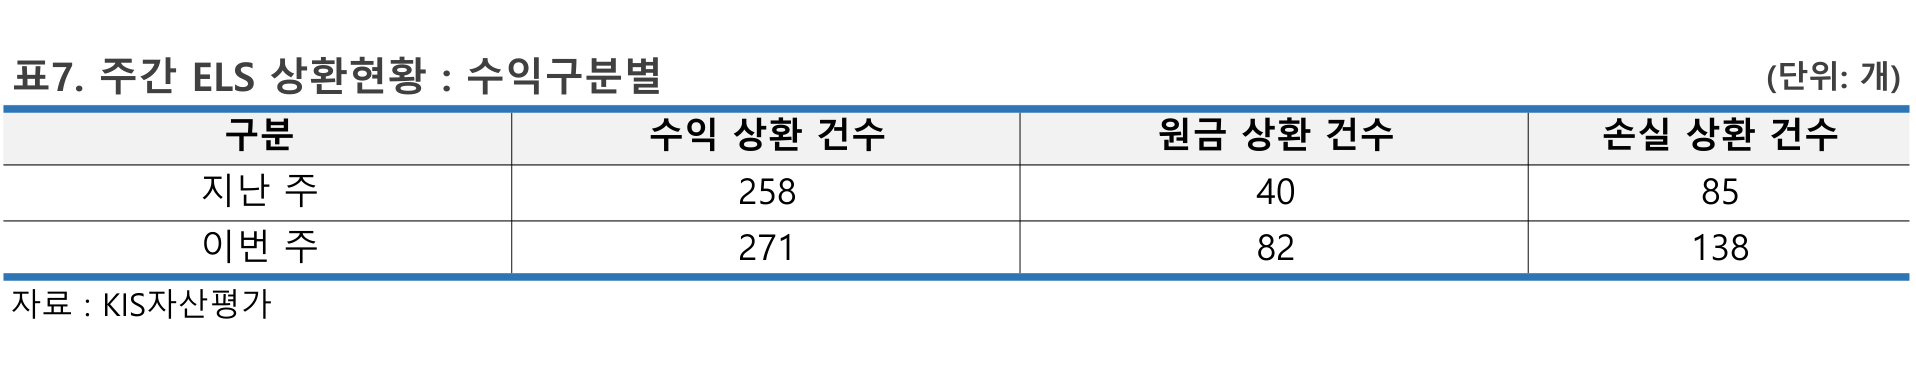 표7. 주간 ELS 상환현황 : 수익구분별 (단위: 개)
구분 수익 상환 건수 원금 상환 건수 손실 상환 건수
지난 주 258 40 85
이번 주 271 82 138
자료 : KIS자산평가